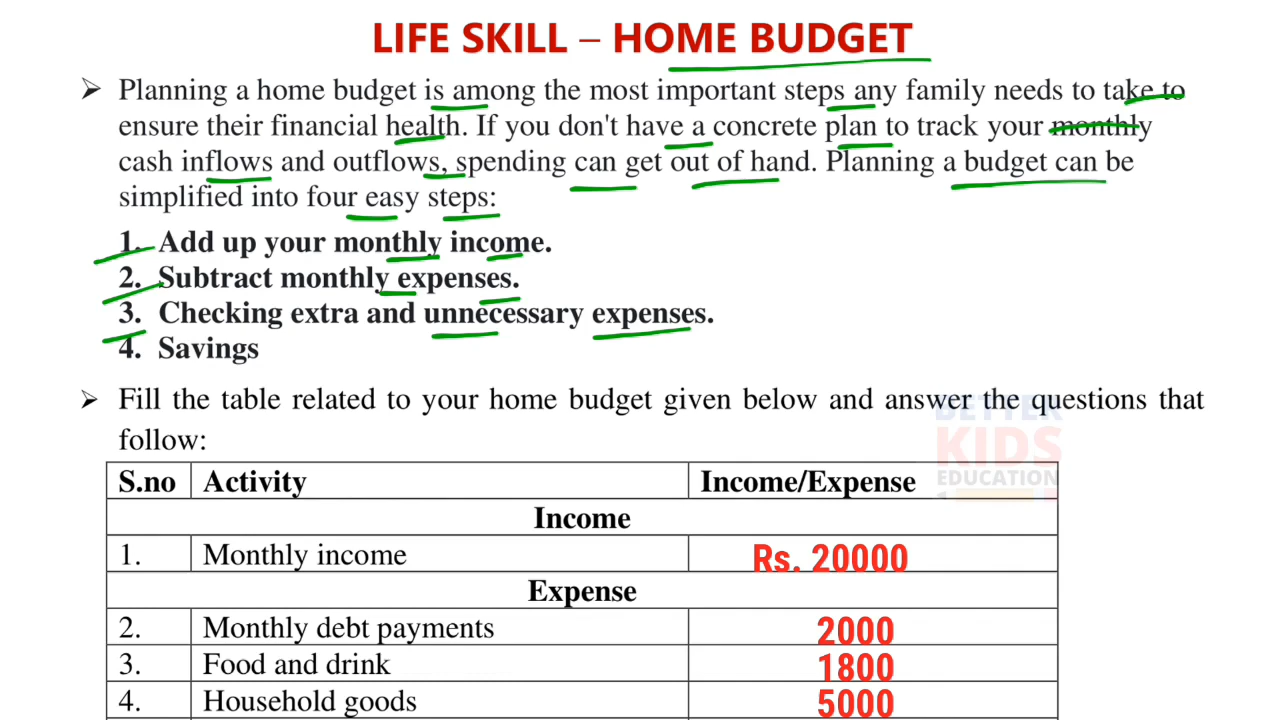 LIFE SKILL – HOME BUDGET
➢ Planning a home budget is among the most important steps any family needs to take to
ensure their financial health. If you don't have a concrete plan to track your monthly
cash inflows and outflows, spending can get out of hand. Planning a budget can be
simplified into four easy steps:
1. Add up your monthly income.
2. Subtract monthly expenses.
3. Checking extra and unnecessary expenses.
4. Savings
➢ Fill the table related to your home budget given below and answer the questions that
follow:
BETTER
KIDS
EDUCATION
S.no Activity Income/Expense
Income
1. Monthly income Rs. 20000
Expense
2. Monthly debt payments 2000
3. Food and drink 1800
4. Household goods 5000